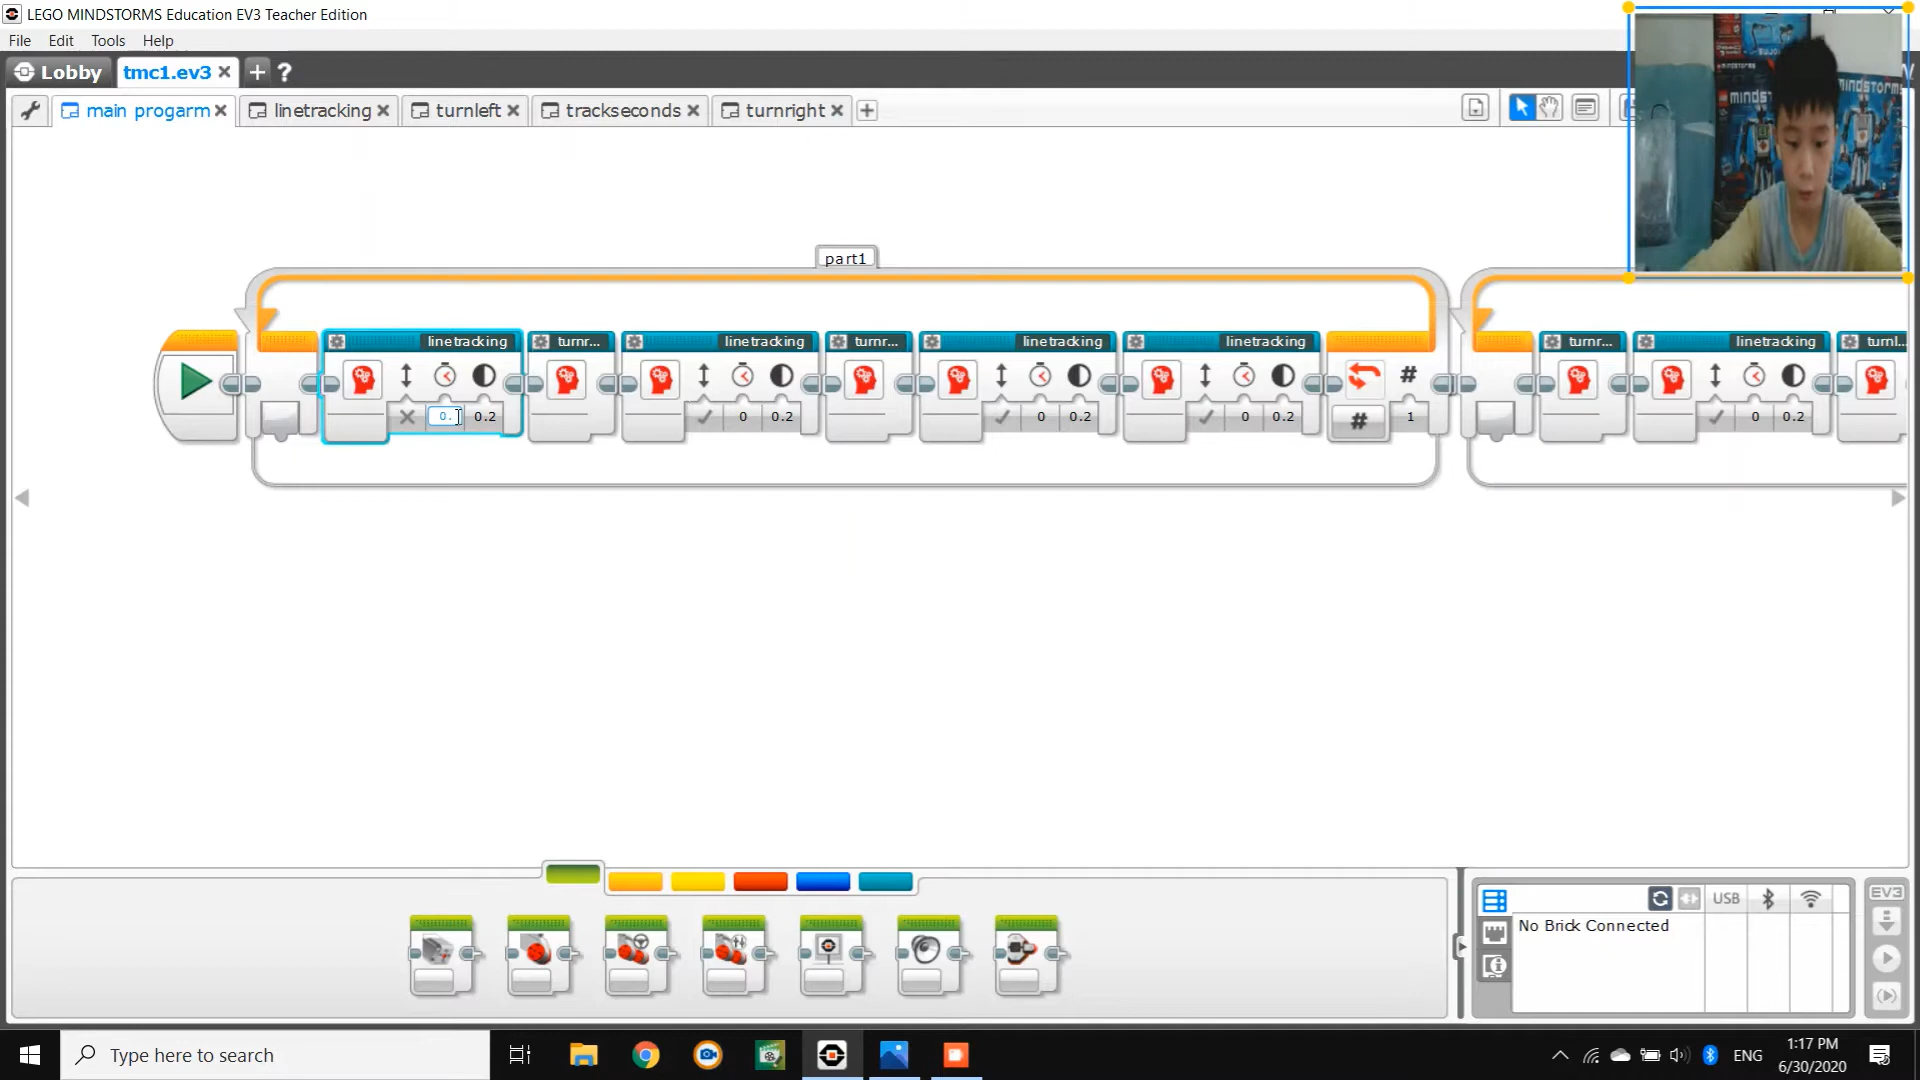 LEGO MINDSTORMS Education EV3 Teacher Edition
File Edit Tools Help
Lobby tmc1.ev3 + ?
main progarm linetracking turnleft trackseconds turnright
part1
linetracking turnr... linetracking turnr... linetracking linetracking turnr... linetracking turnl...
#
0. 0.2 0 0.2 0 0.2 0 0.2 # 1 0 0.2
USB EV3
No Brick Connected
Type here to search
ENG
1:17 PM
6/30/2020